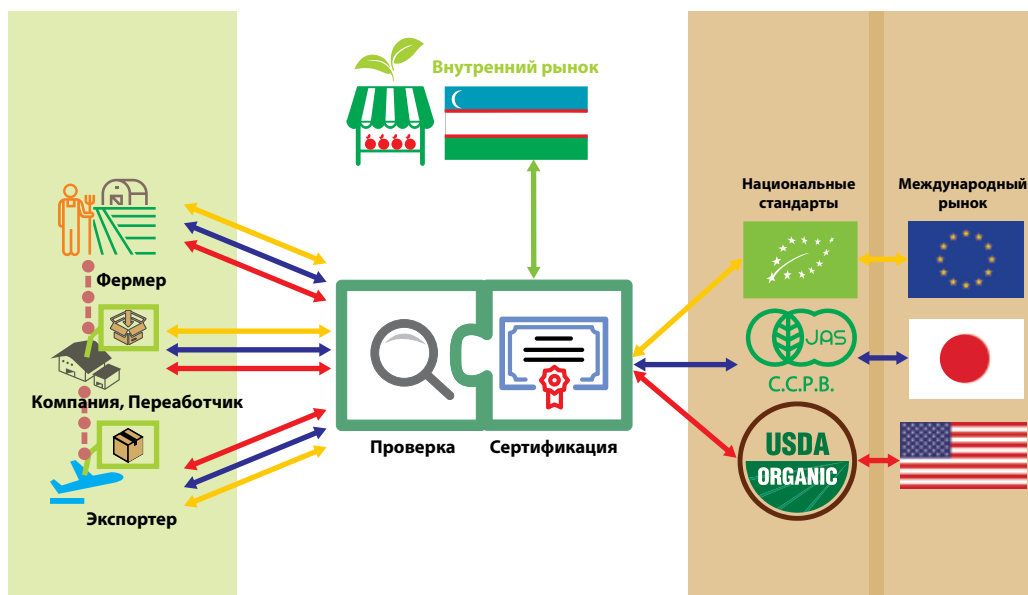 Внутренний рынок
Национальные
стандарты
Международный
рынок
Фермер
JAS
C.C.P.B.
Компания, Переаботчик
Проверка
Сертификация
USDA
ORGANIC
Экспортер